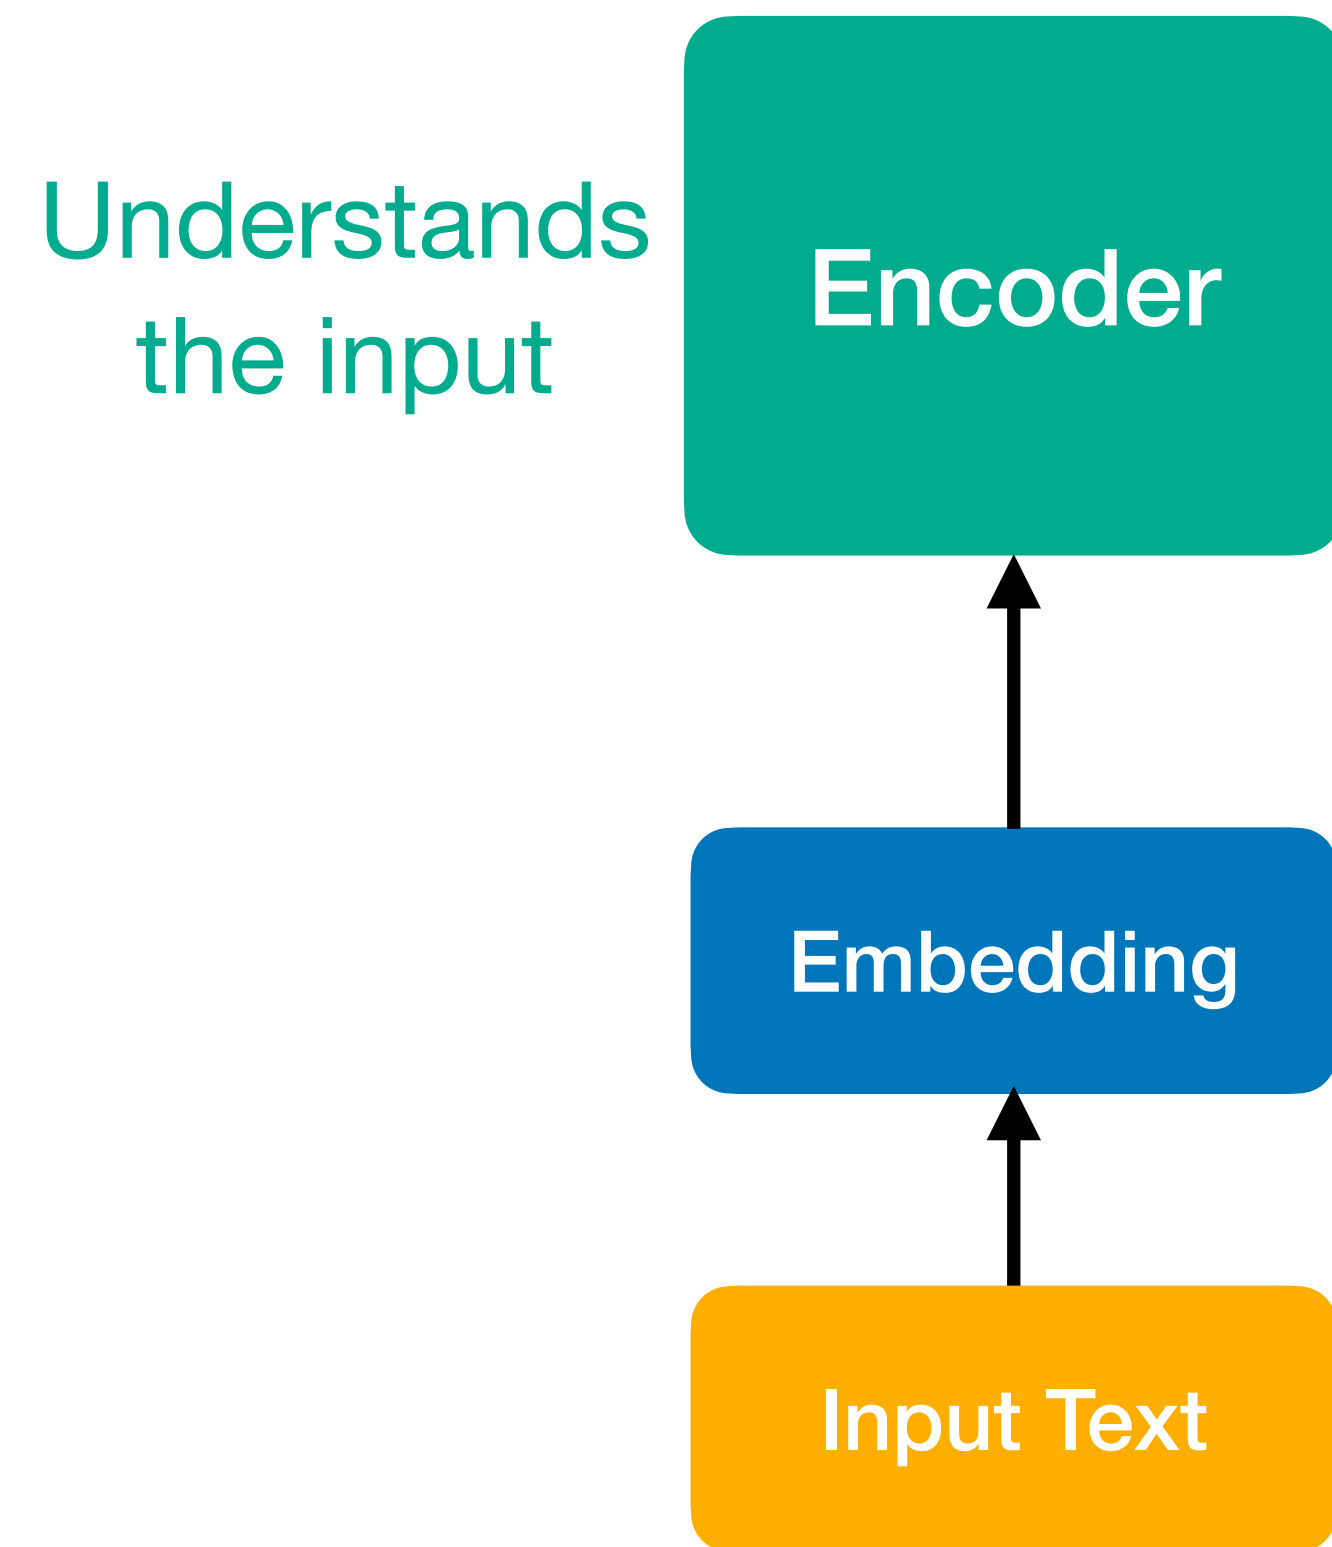 Understands
the input
Encoder
Embedding
Input Text